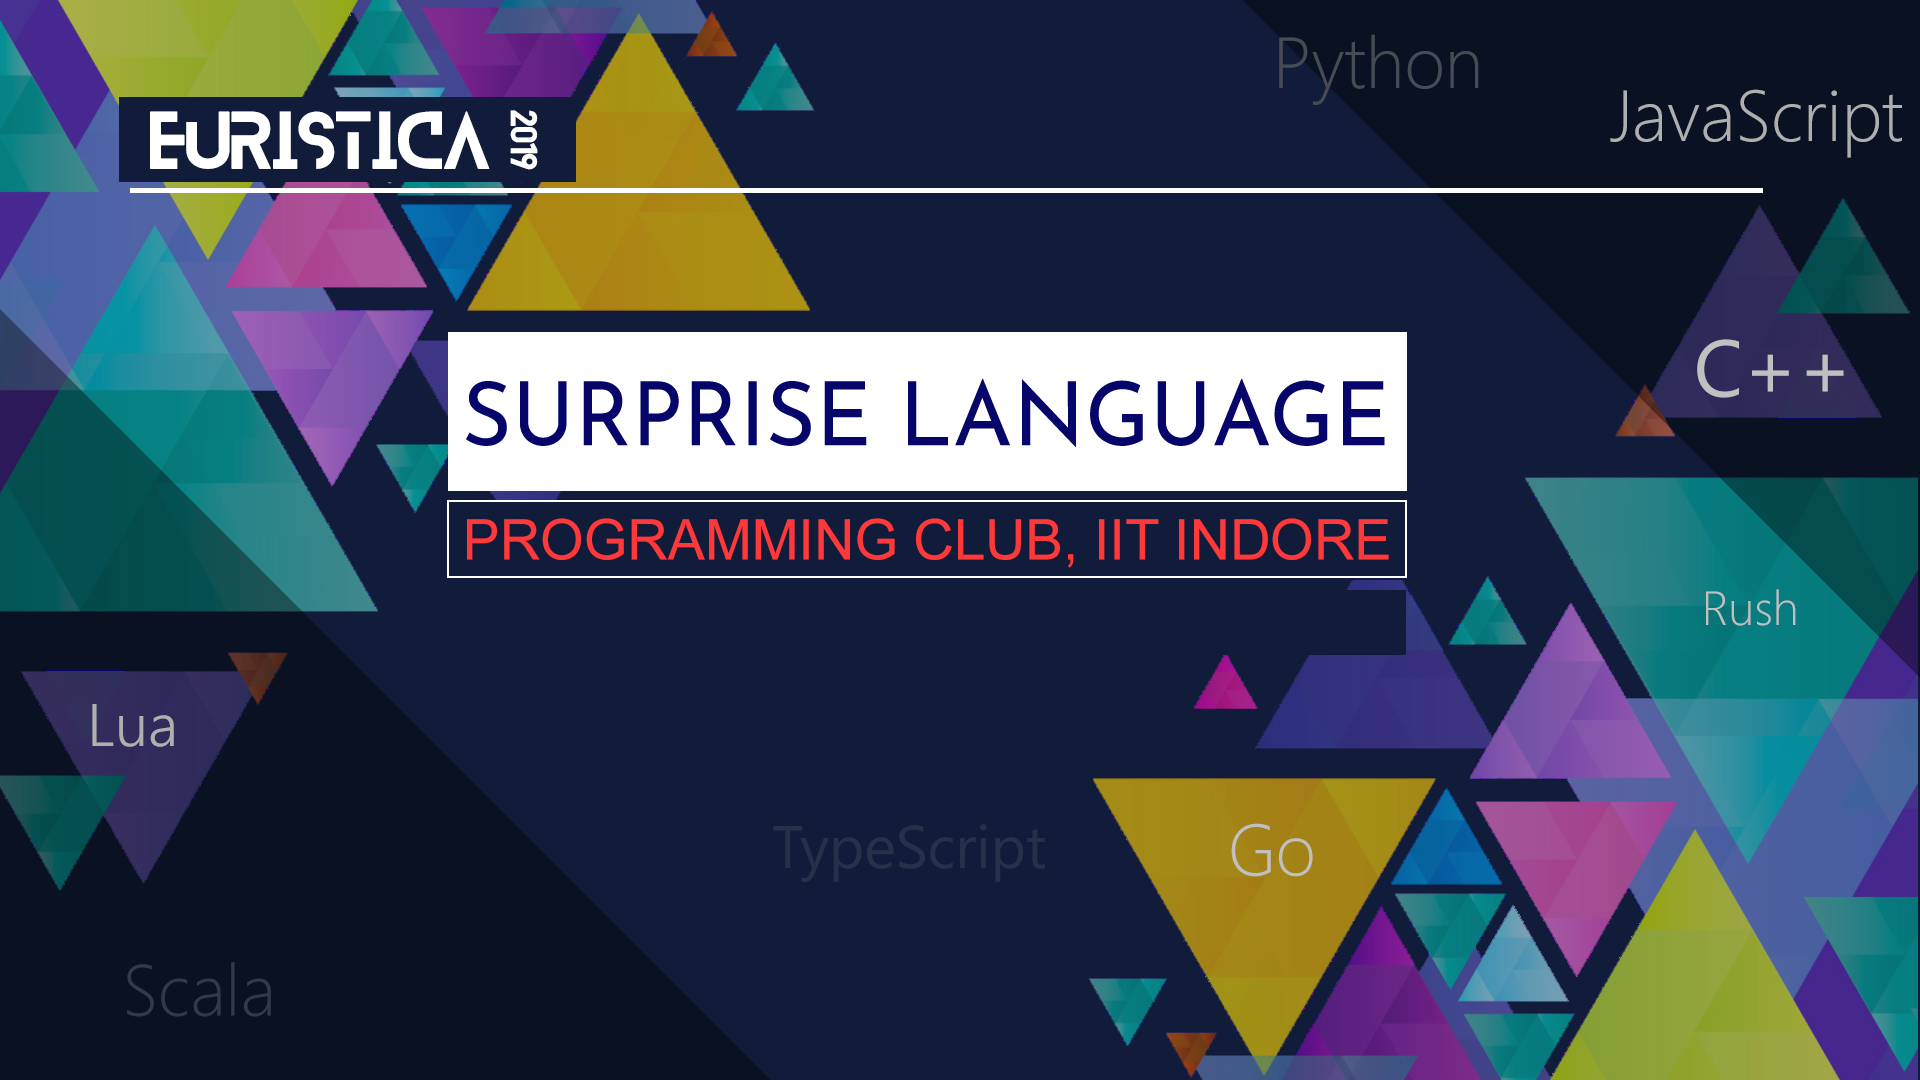 Python
JavaScript
EURISTICA 2019
C++
SURPRISE LANGUAGE
PROGRAMMING CLUB, IIT INDORE
Rush
Lua
TypeScript
Go
Scala